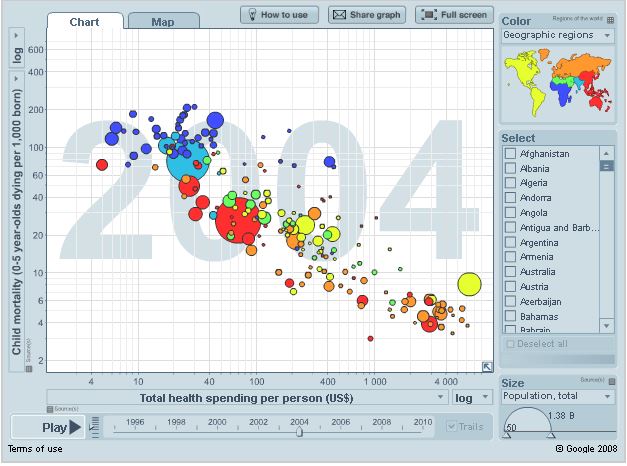 Chart
Map
How to use
Share graph
Full screen
log
Child mortality (0-5 year-olds dying per 1,000 born)
600
400
200
100
60
40
20
10
6
4
2
2004
4
10
40
100
400
1 000
4 000
Total health spending per person (US$)
log
Source(s)
Source(s)
Play
1996
1998
2000
2002
2004
2006
2008
2010
Trails
Color
Regions of the world
Geographic regions
Select
Afghanistan
Albania
Algeria
Andorra
Angola
Antigua and Barb...
Argentina
Armenia
Australia
Austria
Azerbaijan
Bahamas
Bahrain
Deselect all
Size
Source(s)
Population, total
1.38 B
50
Terms of use
© Google 2008